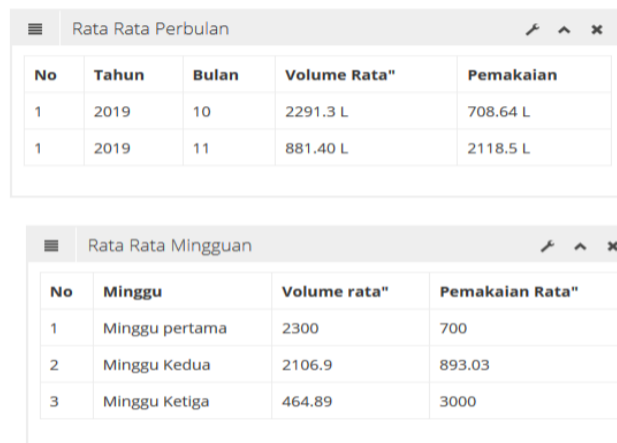 Rata Rata Perbulan
No Tahun Bulan Volume Rata" Pemakaian
1 2019 10 2291.3 L 708.64 L
1 2019 11 881.40 L 2118.5 L
Rata Rata Mingguan
No Minggu Volume rata" Pemakaian Rata"
1 Minggu pertama 2300 700
2 Minggu Kedua 2106.9 893.03
3 Minggu Ketiga 464.89 3000